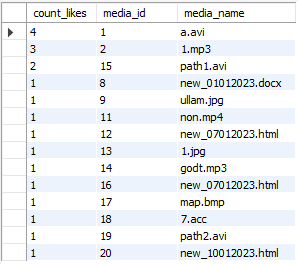 count_likes media_id media_name
4 1 a.avi
3 2 1.mp3
2 15 path1.avi
1 8 new_01012023.docx
1 9 ullam.jpg
1 11 non.mp4
1 12 new_07012023.html
1 13 1.jpg
1 14 godt.mp3
1 16 new_07012023.html
1 17 map.bmp
1 18 7.acc
1 19 path2.avi
1 20 new_10012023.html